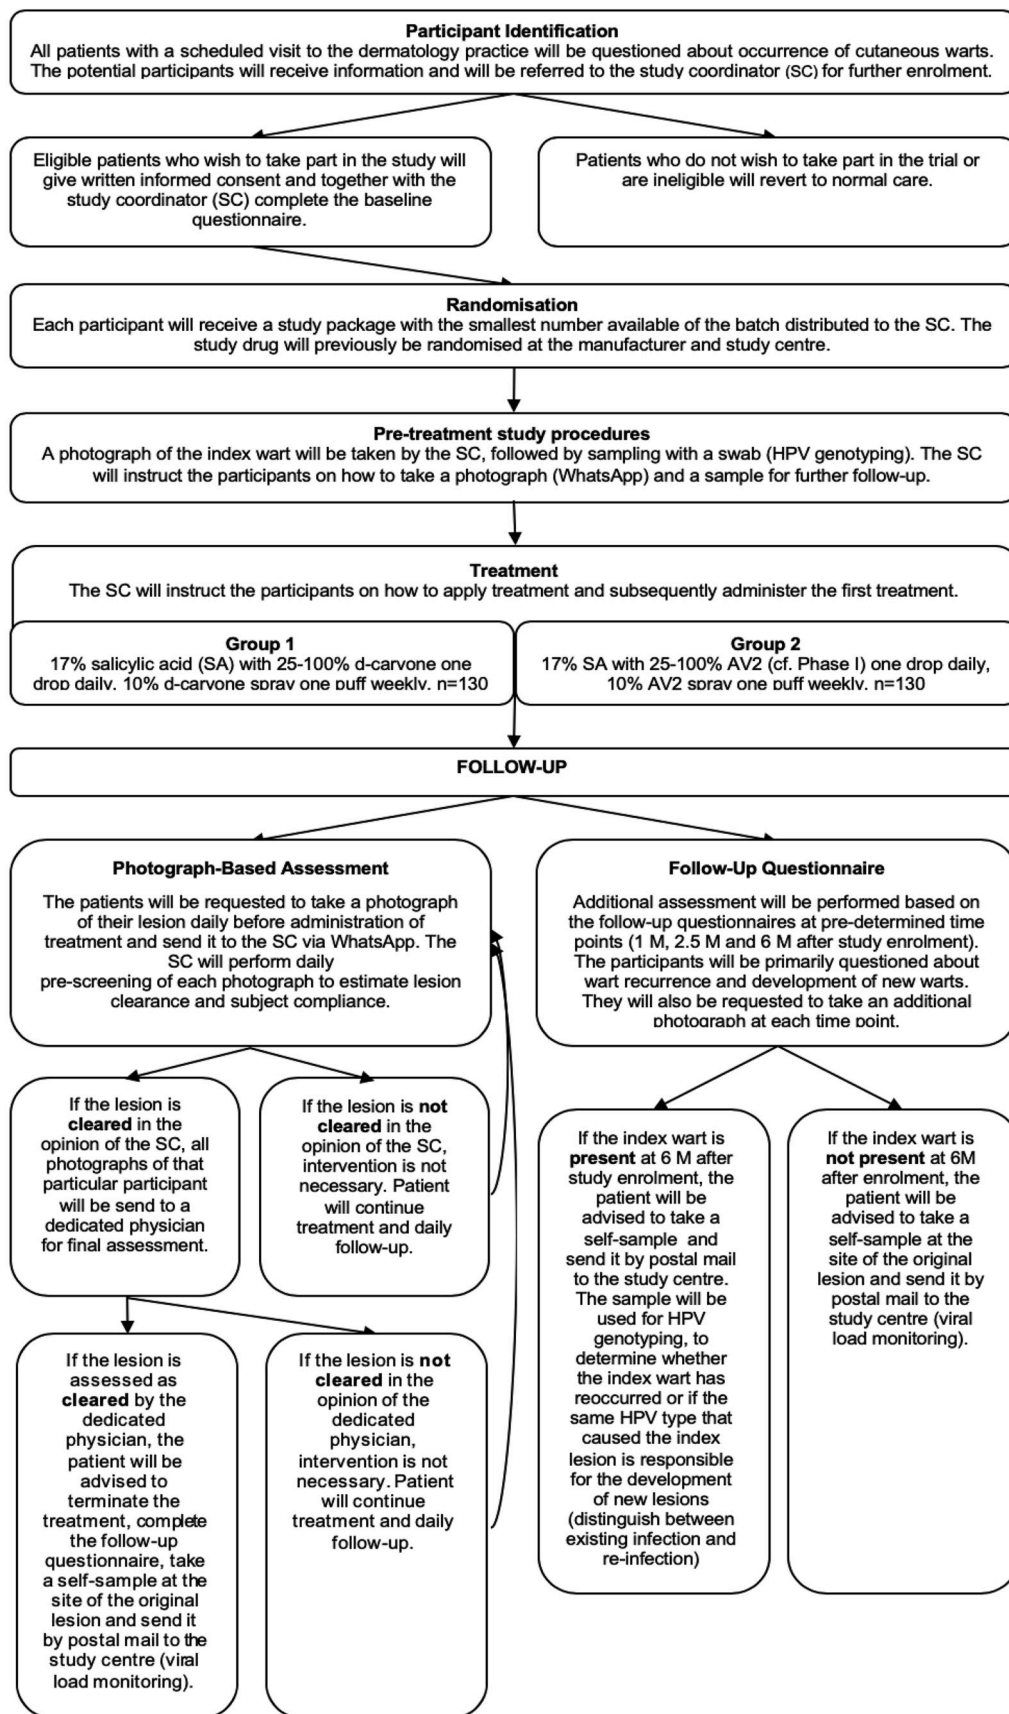 Participant Identification
All patients with a scheduled visit to the dermatology practice will be questioned about occurrence of cutaneous warts.
The potential participants will receive information and will be referred to the study coordinator (SC) for further enrolment.
Eligible patients who wish to take part in the study will
give written informed consent and together with the
study coordinator (SC) complete the baseline
questionnaire.
Patients who do not wish to take part in the trial or
are ineligible will revert to normal care.
Randomisation
Each participant will receive a study package with the smallest number available of the batch distributed to the SC. The
study drug will previously be randomised at the manufacturer and study centre.
Pre-treatment study procedures
A photograph of the index wart will be taken by the SC, followed by sampling with a swab (HPV genotyping). The SC
will instruct the participants on how to take a photograph (WhatsApp) and a sample for further follow-up.
Treatment
The SC will instruct the participants on how to apply treatment and subsequently administer the first treatment.
Group 1
17% salicylic acid (SA) with 25-100% d-carvone one
drop daily, 10% d-carvone spray one puff weekly, n=130
Group 2
17% SA with 25-100% AV2 (cf. Phase I) one drop daily,
10% AV2 spray one puff weekly, n=130
FOLLOW-UP
Photograph-Based Assessment
The patients will be requested to take a photograph
of their lesion daily before administration of
treatment and send it to the SC via WhatsApp. The
SC will perform daily
pre-screening of each photograph to estimate lesion
clearance and subject compliance.
Follow-Up Questionnaire
Additional assessment will be performed based on
the follow-up questionnaires at pre-determined time
points (1 M, 2.5 M and 6 M after study enrolment).
The participants will be primarily questioned about
wart recurrence and development of new warts.
They will also be requested to take an additional
photograph at each time point.
If the lesion is
cleared in the
opinion of the SC, all
photographs of that
particular participant
will be send to a
dedicated physician
for final assessment.
If the lesion is not
cleared in the
opinion of the SC,
intervention is not
necessary. Patient
will continue
treatment and daily
follow-up.
If the index wart is
present at 6 M after
study enrolment, the
patient will be
advised to take a
self-sample and
send it by postal mail
to the study centre.
The sample will be
used for HPV
genotyping, to
determine whether
the index wart has
reoccurred or if the
same HPV type that
caused the index
lesion is responsible
for the development
of new lesions
(distinguish between
existing infection and
re-infection)
If the index wart is
not present at 6M
after enrolment, the
patient will be
advised to take a
self-sample at the
site of the original
lesion and send it by
postal mail to the
study centre (viral
load monitoring).
If the lesion is
assessed as
cleared by the
dedicated
physician, the
patient will be
advised to
terminate the
treatment, complete
the follow-up
questionnaire, take
a self-sample at the
site of the original
lesion and send it
by postal mail to the
study centre (viral
load monitoring).
If the lesion is not
cleared in the
opinion of the
dedicated
physician,
intervention is not
necessary. Patient
will continue
treatment and daily
follow-up.